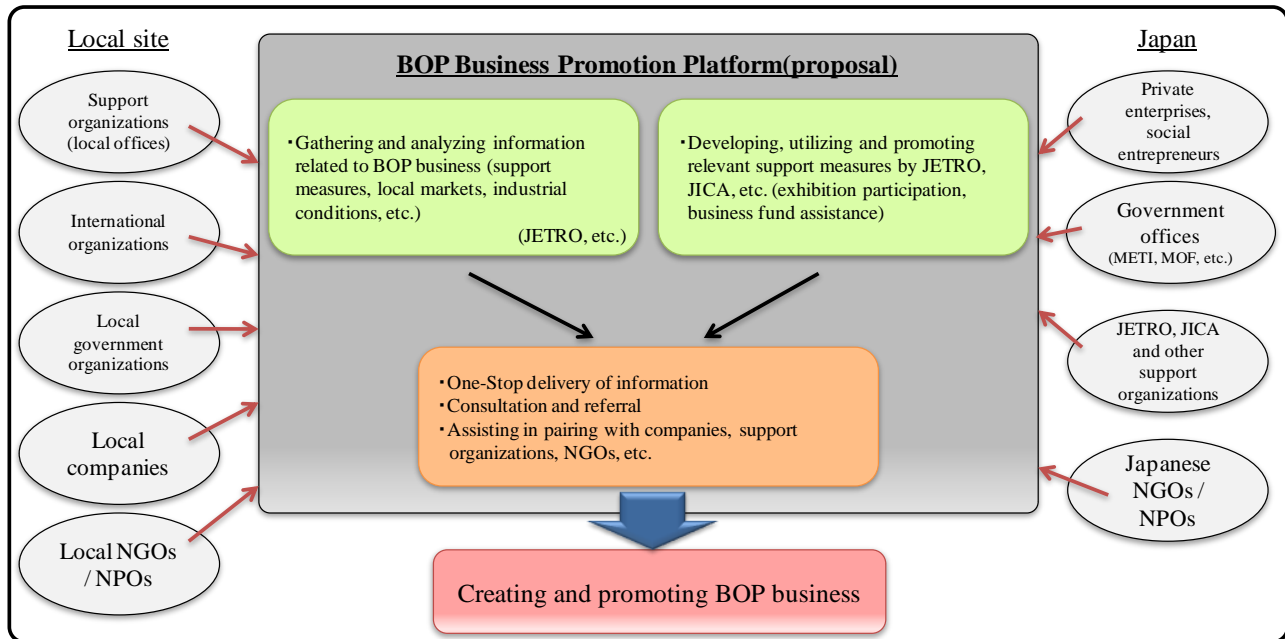 Local site
Support
organizations
(local offices)
International
organizations
Local
government
organizations
Local
companies
Local NGOs
/ NPOs
BOP Business Promotion Platform(proposal)
・Gathering and analyzing information
related to BOP business (support
measures, local markets, industrial
conditions, etc.)
(JETRO, etc.)
・Developing, utilizing and promoting
relevant support measures by JETRO,
JICA, etc. (exhibition participation,
business fund assistance)
・One-Stop delivery of information
・Consultation and referral
・Assisting in pairing with companies, support
organizations, NGOs, etc.
Creating and promoting BOP business
Japan
Private
enterprises,
social
entrepreneurs
Government
offices
(METI, MOF, etc.)
JETRO, JICA
and other
support
organizations
Japanese
NGOs /
NPOs